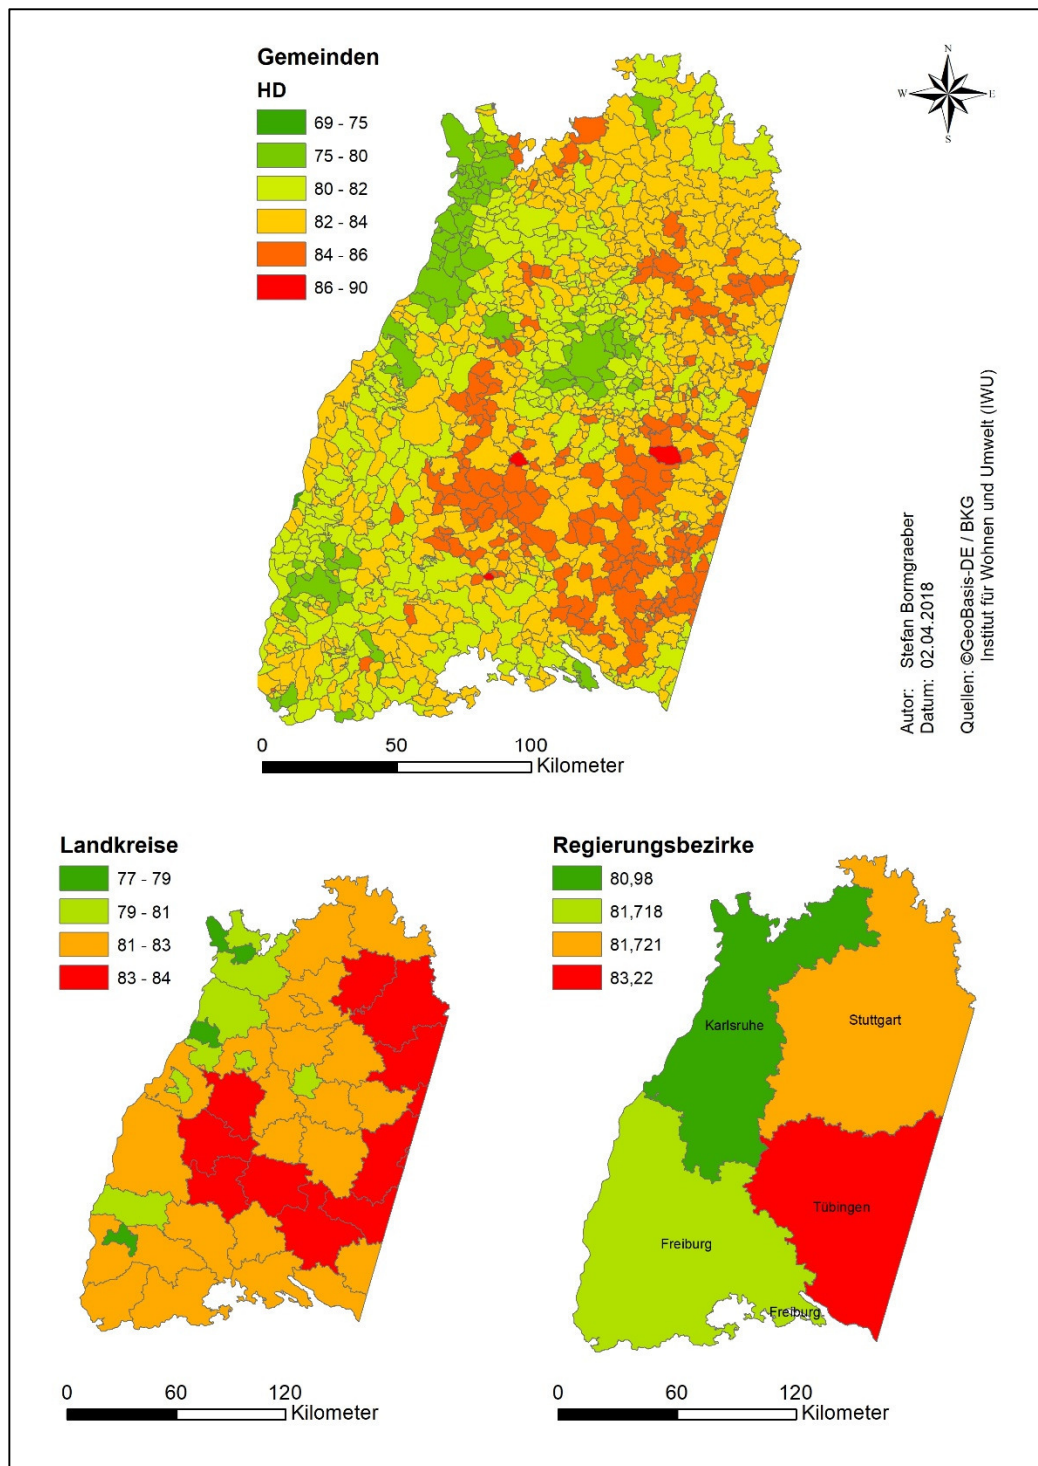 Gemeinden
HD
69 - 75
75 - 80
80 - 82
82 - 84
84 - 86
86 - 90
N
W
E
S
0
50
100
Kilometer
Autor: Stefan Bormgraeber
Datum: 02.04.2018
Quellen: ©GeoBasis-DE / BKG
Institut für Wohnen und Umwelt (IWU)
Landkreise
77 - 79
79 - 81
81 - 83
83 - 84
0
60
120
Kilometer
Regierungsbezirke
80,98
81,718
81,721
83,22
Karlsruhe
Stuttgart
Tübingen
Freiburg
Freiburg
0
60
120
Kilometer